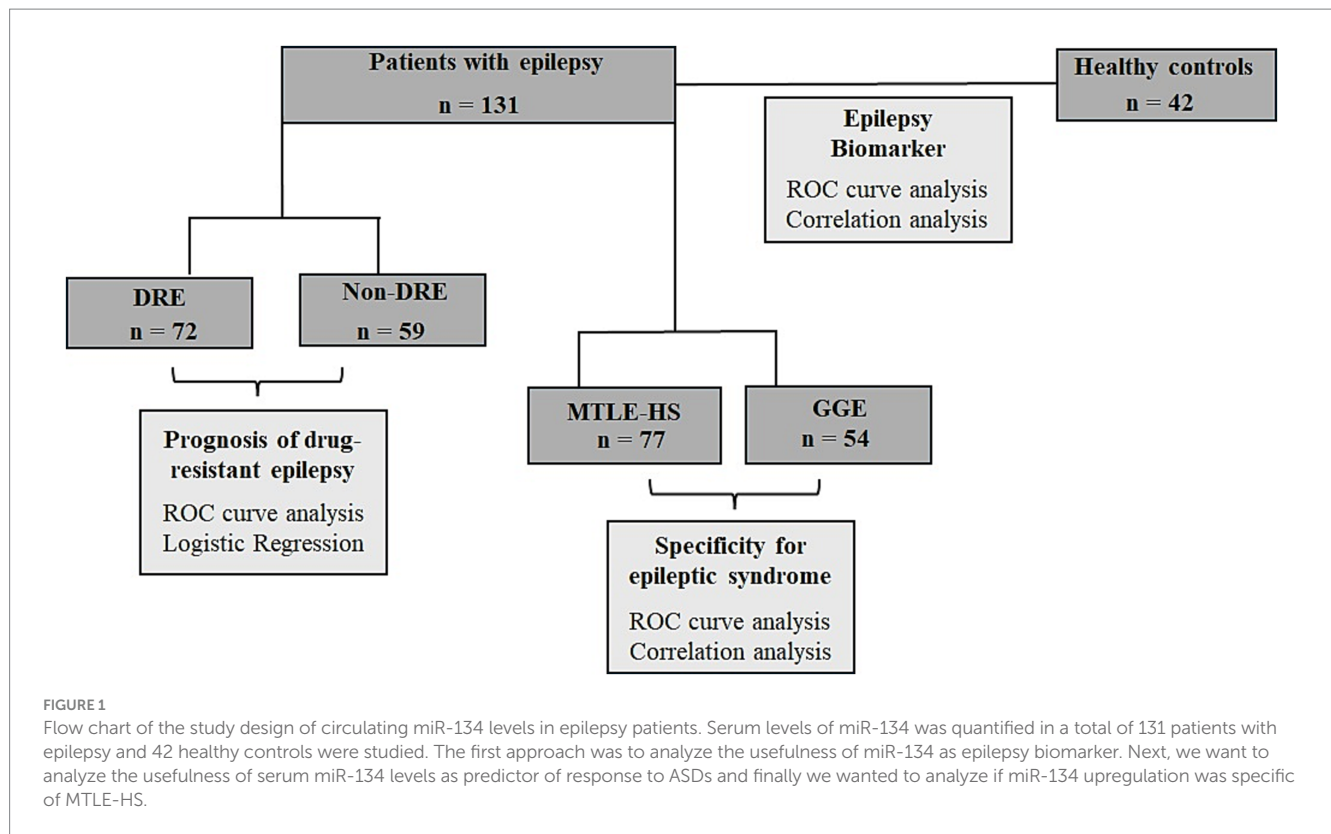 Patients with epilepsy
n = 131
Healthy controls
n = 42
Epilepsy
Biomarker
ROC curve analysis
Correlation analysis
DRE
n = 72
Non-DRE
n = 59
Prognosis of drug-
resistant epilepsy
ROC curve analysis
Logistic Regression
MTLE-HS
n = 77
GGE
n = 54
Specificity for
epileptic syndrome
ROC curve analysis
Correlation analysis
FIGURE 1
Flow chart of the study design of circulating miR-134 levels in epilepsy patients. Serum levels of miR-134 was quantified in a total of 131 patients with
epilepsy and 42 healthy controls were studied. The first approach was to analyze the usefulness of miR-134 as epilepsy biomarker. Next, we want to
analyze the usefulness of serum miR-134 levels as predictor of response to ASDs and finally we wanted to analyze if miR-134 upregulation was specific
of MTLE-HS.